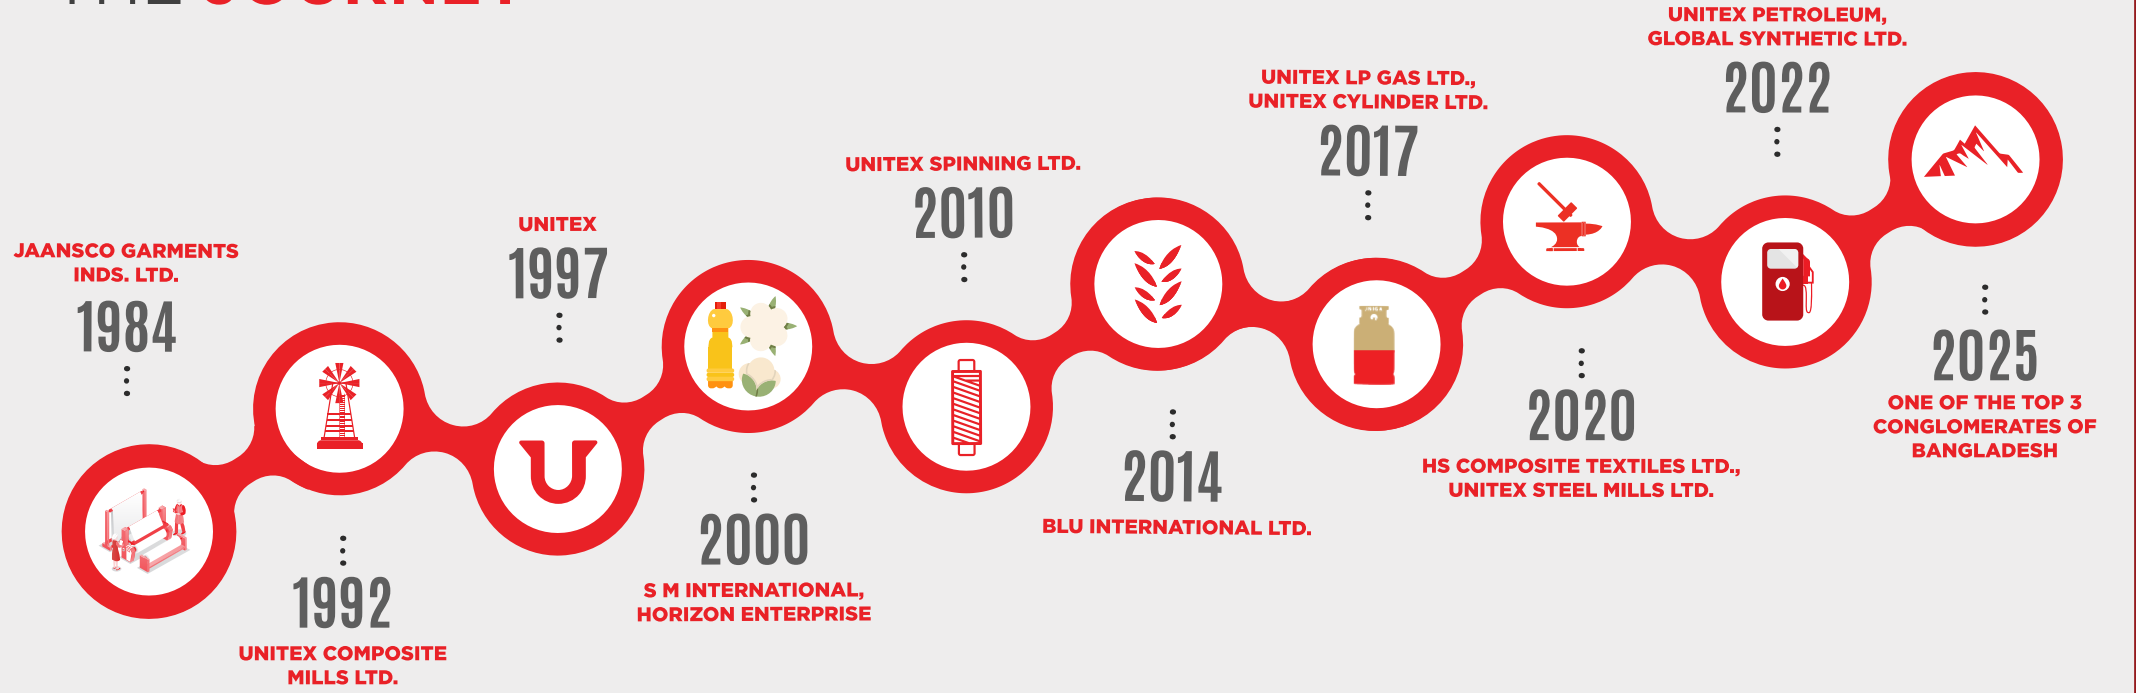 THE JOURNEY
JAANSCO GARMENTS
INDS. LTD.
1984
1992
UNITEX COMPOSITE
MILLS LTD.
UNITEX
1997
2000
S M INTERNATIONAL,
HORIZON ENTERPRISE
UNITEX SPINNING LTD.
2010
2014
BLU INTERNATIONAL LTD.
UNITEX LP GAS LTD.,
UNITEX CYLINDER LTD.
2017
2020
HS COMPOSITE TEXTILES LTD.,
UNITEX STEEL MILLS LTD.
UNITEX PETROLEUM,
GLOBAL SYNTHETIC LTD.
2022
2025
ONE OF THE TOP 3
CONGLOMERATES OF
BANGLADESH